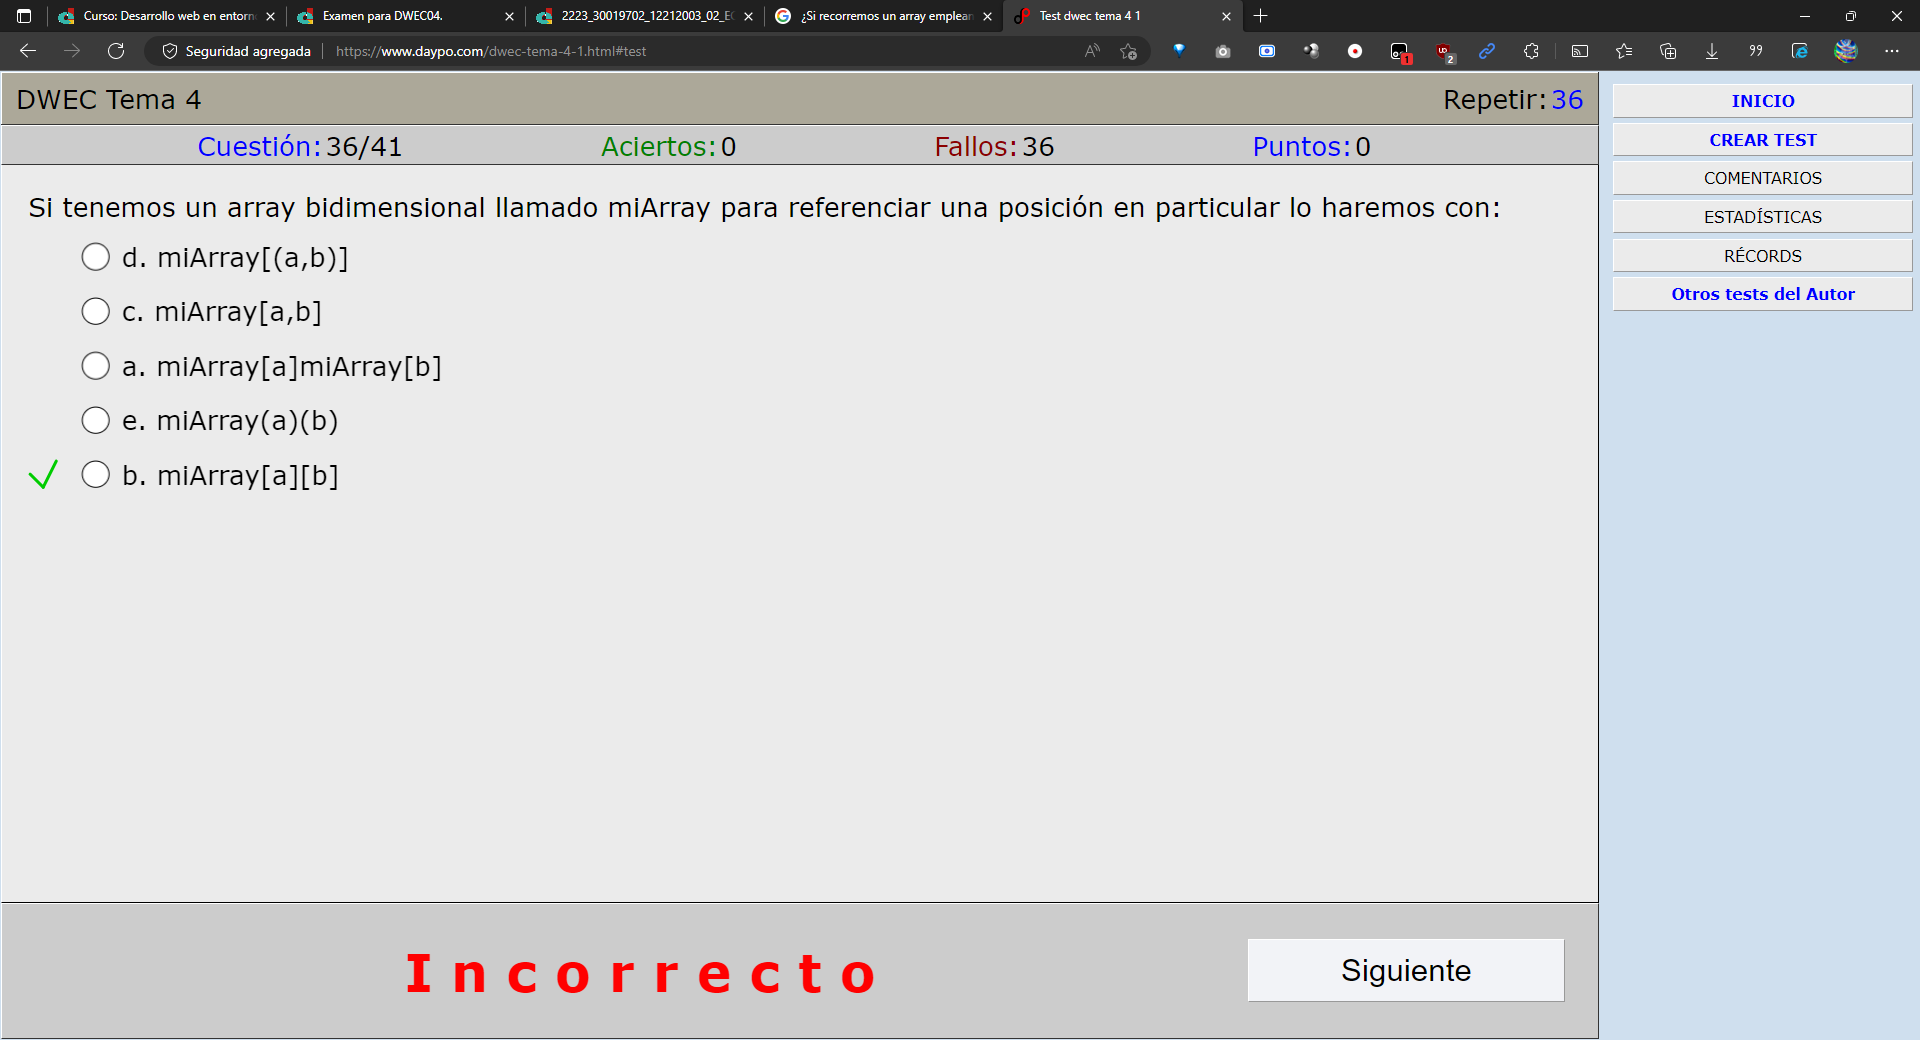 Curso: Desarrollo web en entorn
Examen para DWEC04.
2223_30019702_12212003_02_EC
¿Si recorremos un array emplean
Test dwec tema 4 1
Seguridad agregada
https://www.daypo.com/dwec-tema-4-1.html#test
1
2
DWEC Tema 4
Repetir: 36
Cuestión: 36/41
Aciertos: 0
Fallos: 36
Puntos: 0
Si tenemos un array bidimensional llamado miArray para referenciar una posición en particular lo haremos con:
d. miArray[(a,b)]
c. miArray[a,b]
a. miArray[a]miArray[b]
e. miArray(a)(b)
b. miArray[a][b]
Incorrecto
Siguiente
INICIO
CREAR TEST
COMENTARIOS
ESTADÍSTICAS
RÉCORDS
Otros tests del Autor